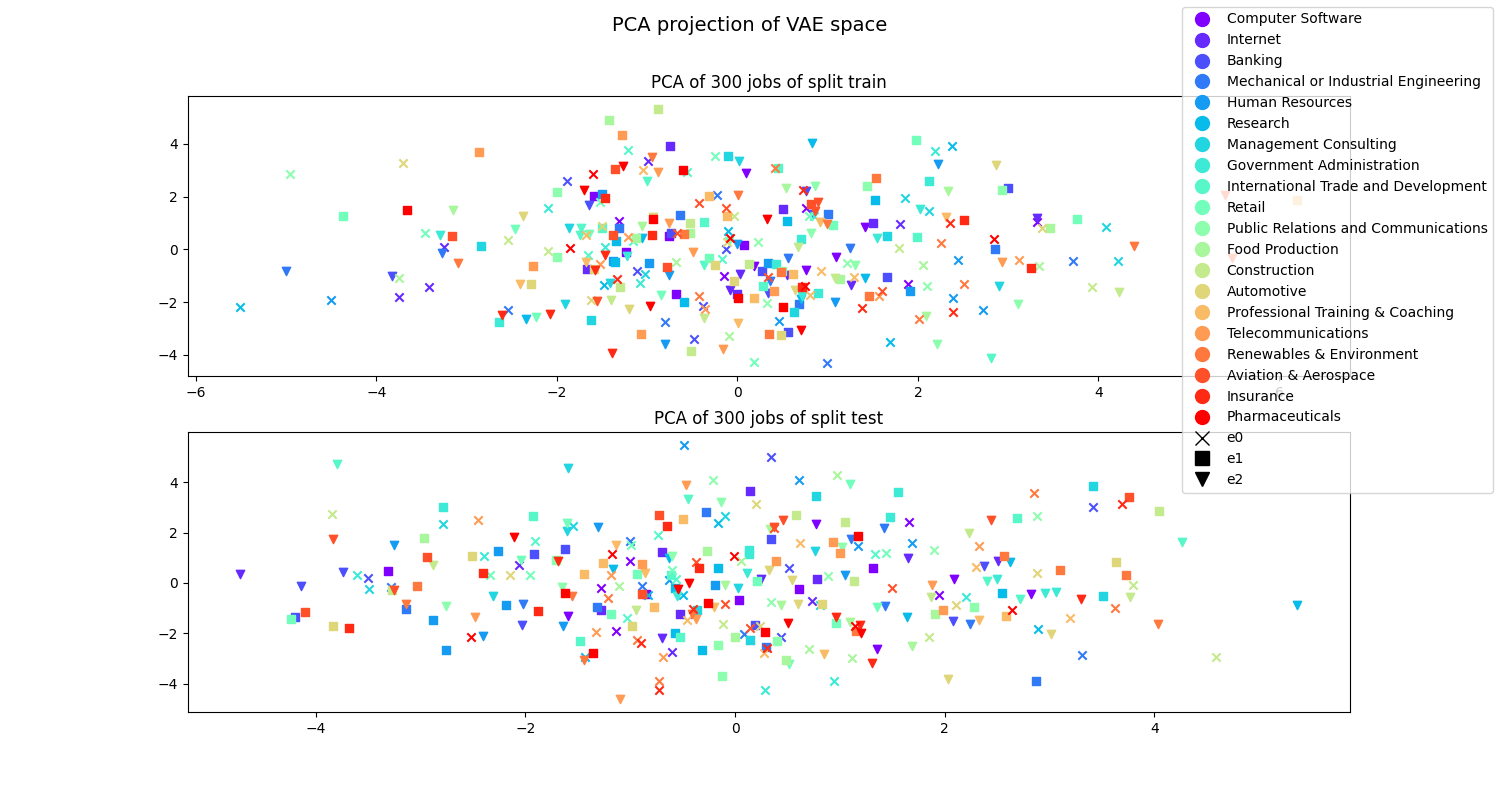 PCA projection of VAE space
PCA of 300 jobs of split train
4
2
0
−2
−4
−6
−4
−2
0
2
4
6
PCA of 300 jobs of split test
4
2
0
−2
−4
−4
−2
0
2
4
Computer Software
Internet
Banking
Mechanical or Industrial Engineering
Human Resources
Research
Management Consulting
Government Administration
International Trade and Development
Retail
Public Relations and Communications
Food Production
Construction
Automotive
Professional Training & Coaching
Telecommunications
Renewables & Environment
Aviation & Aerospace
Insurance
Pharmaceuticals
e0
e1
e2